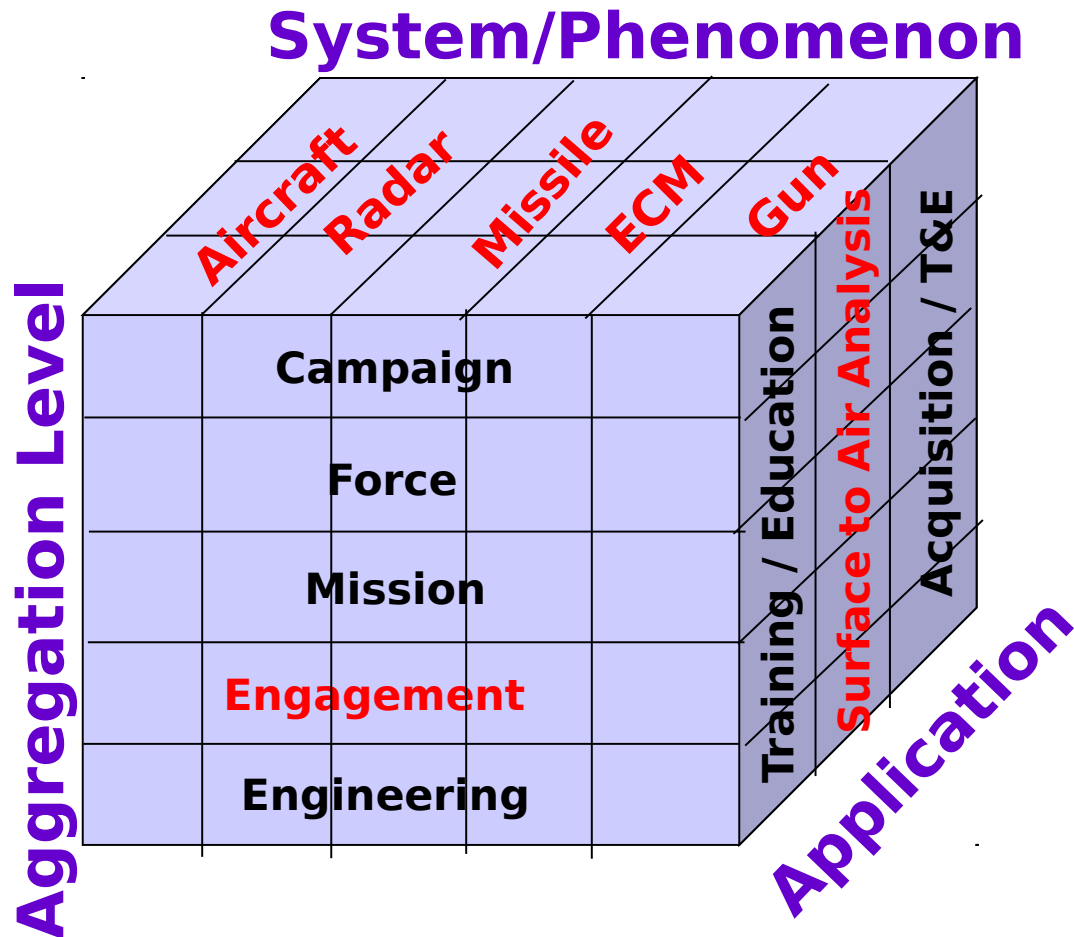 System/Phenomenon
Aircraft
Radar
Missile
ECM
Gun
Aggregation Level
Campaign
Force
Mission
Engagement
Engineering
Training / Education
Surface to Air Analysis
Acquisition / T&E
Application